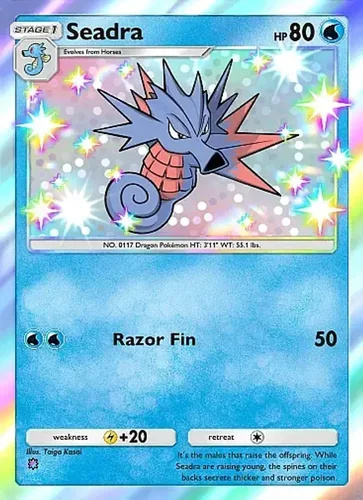 STAGE 1
Seadra
HP 80
Evolves from Horsea
NO. 0117 Dragon Pokémon HT: 3'11" WT: 55.1 lbs.
Razor Fin 50
weakness +20 retreat
Illus. Taiga Kasai
It's the males that raise the offspring. While
Seadra are raising young, the spines on their
backs secrete thicker and stronger poison.